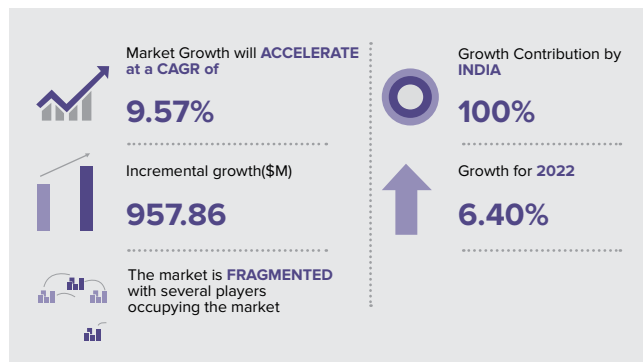 Market Growth will ACCELERATE
at a CAGR of
9.57%
Incremental growth($M)
957.86
The market is FRAGMENTED
with several players
occupying the market
Growth Contribution by
INDIA
100%
Growth for 2022
6.40%